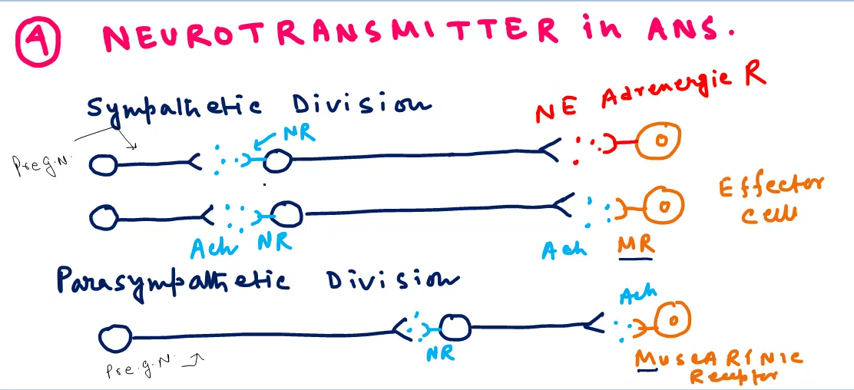 ④ NEUROTRANSMITTER in ANS.
Sympathetic Division
NE Adrenergic R
NR
Pre g.N.
Effector
cell
Ach NR
Ach MR
Parasympathetic Division
Ach
NR
Pre.g.N.
MuscARiNic
Receptor